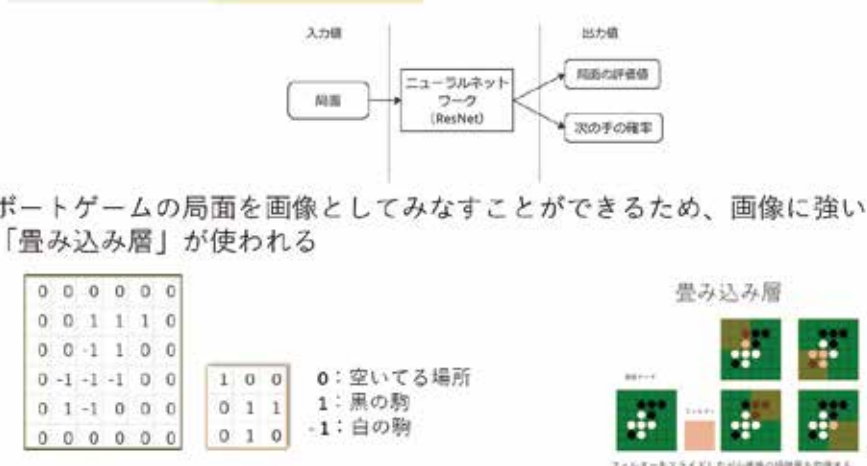 入力値
出力値
局面
ニューラルネット
ワーク
(ResNet)
局面の評価値
次の手の確率
ボートゲームの局面を画像としてみなすことができるため、画像に強い
「畳み込み層」が使われる
0 0 0 0 0 0
0 0 1 1 1 0
0 0 -1 1 0 0
0 -1 -1 -1 0 0
0 1 -1 0 0 0
0 0 0 0 0 0
1 0 0
0 1 1
0 1 0
0：空いてる場所
1：黒の駒
-1：白の駒
畳み込み層